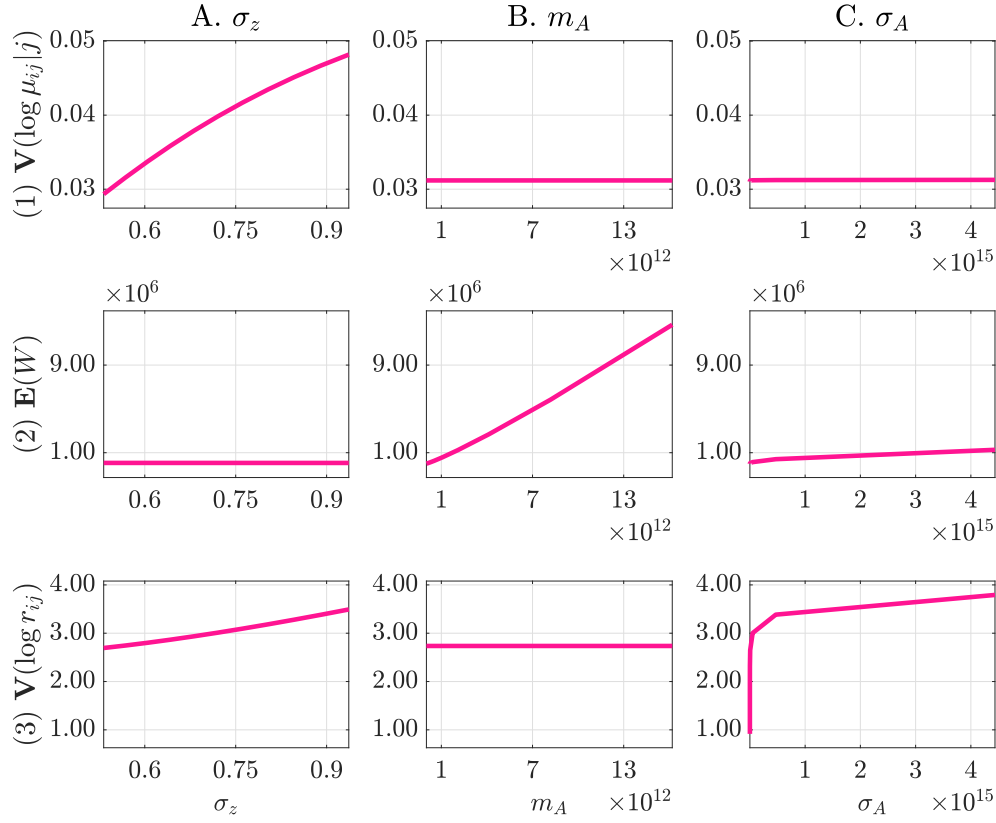 A. σ_z B. m_A C. σ_A
(1) V(log μ_ij|j)
0.05 0.04 0.03
0.6 0.75 0.9
0.05 0.04 0.03
1 7 13
×10^12
0.05 0.04 0.03
1 2 3 4
×10^15
(2) E(W)
×10^6
9.00 1.00
0.6 0.75 0.9
×10^6
9.00 1.00
1 7 13
×10^12
×10^6
9.00 1.00
1 2 3 4
×10^15
(3) V(log r_ij)
4.00 3.00 2.00 1.00
0.6 0.75 0.9
σ_z
4.00 3.00 2.00 1.00
1 7 13
m_A ×10^12
4.00 3.00 2.00 1.00
1 2 3 4
σ_A ×10^15